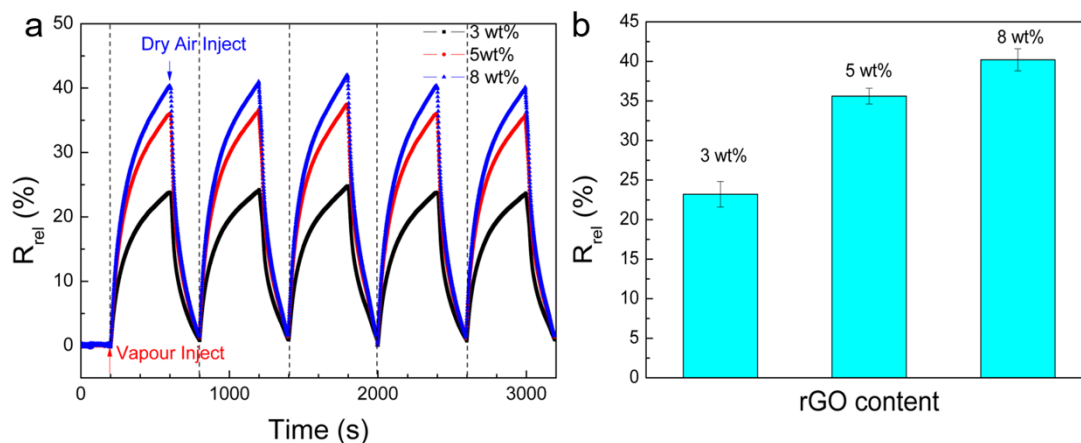 a
50
40
30
20
10
0
R_rel (%)
Dry Air Inject
3 wt%
5wt%
8 wt%
Vapour Inject
0 1000 2000 3000
Time (s)
b
45
40
35
30
25
20
15
10
5
0
R_rel (%)
3 wt%
5 wt%
8 wt%
rGO content